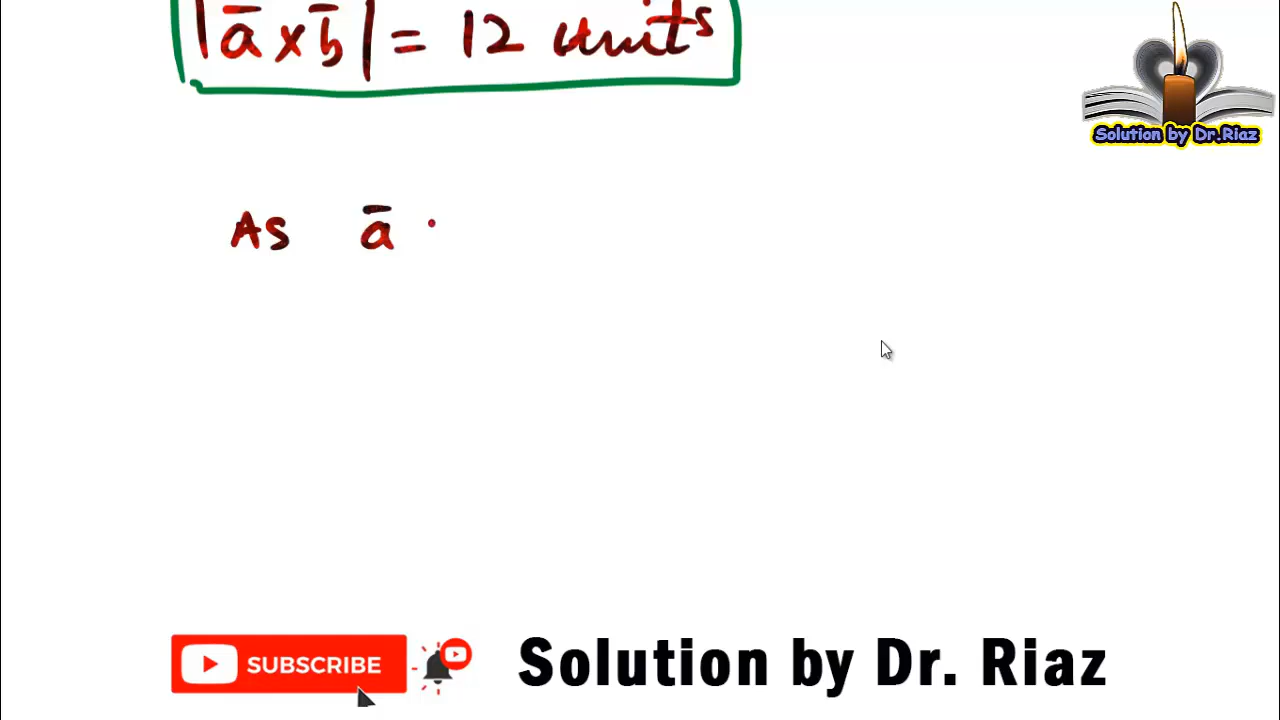 |a̅ x b̅| = 12 units
Solution by Dr.Riaz
As a̅ ·
SUBSCRIBE
Solution by Dr. Riaz